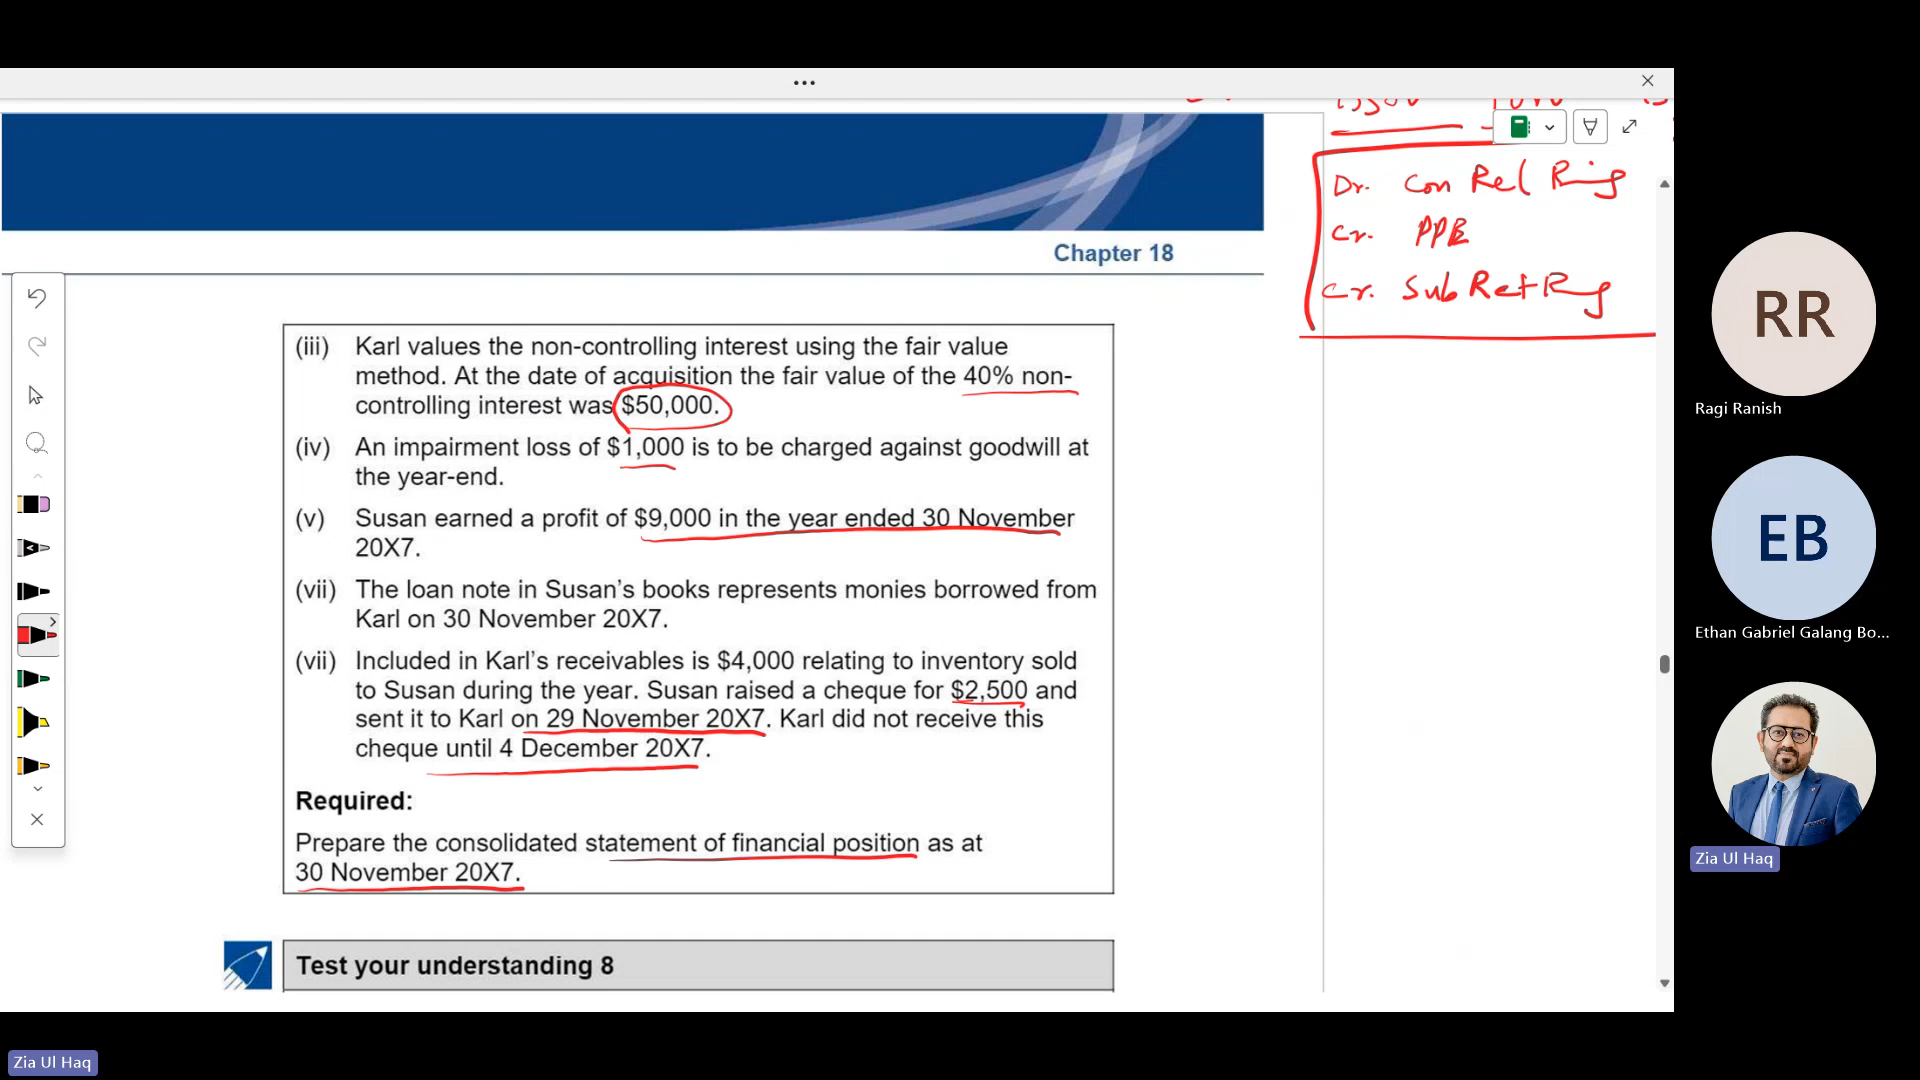 Dr. Con Ret Ring
Cr. PPE
Cr. Sub Ret Rng
Chapter 18
(iii) Karl values the non-controlling interest using the fair value
method. At the date of acquisition the fair value of the 40% non-
controlling interest was $50,000.
(iv) An impairment loss of $1,000 is to be charged against goodwill at
the year-end.
(v) Susan earned a profit of $9,000 in the year ended 30 November
20X7.
(vii) The loan note in Susan’s books represents monies borrowed from
Karl on 30 November 20X7.
(vii) Included in Karl’s receivables is $4,000 relating to inventory sold
to Susan during the year. Susan raised a cheque for $2,500 and
sent it to Karl on 29 November 20X7. Karl did not receive this
cheque until 4 December 20X7.
Required:
Prepare the consolidated statement of financial position as at
30 November 20X7.
Test your understanding 8
RR
Ragi Ranish
EB
Ethan Gabriel Galang Bo...
Zia Ul Haq
Zia Ul Haq